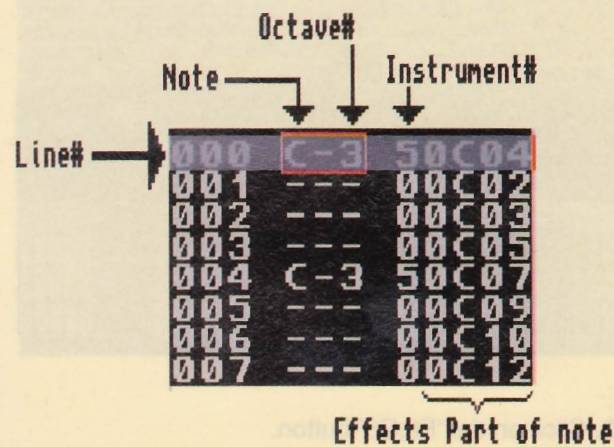 Octave#
Note
Instrument#
Line#
000 C-3 50C04
001 --- 00C02
002 --- 00C03
003 --- 00C05
004 C-3 50C07
005 --- 00C09
006 --- 00C10
007 --- 00C12
Effects Part of note